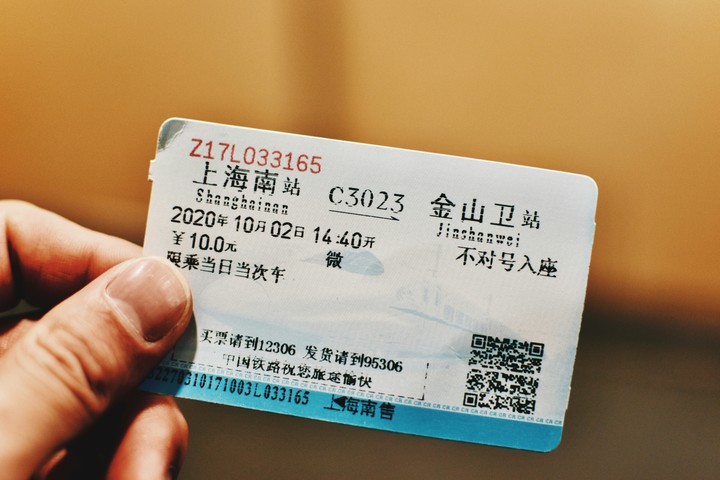 Z17L033165
上海南站 C3023 金山卫站
Shanghainan Jinshanwei
2020年10月02日14:40开 不对号入座
￥10.0元 微
限乘当日当次车
买票请到12306 发货请到95306
中国铁路祝您旅途愉快
2270310171003L033165 上海南售